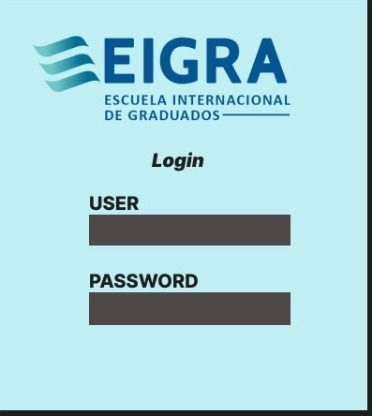 EIGRA
ESCUELA INTERNACIONAL
DE GRADUADOS
Login
USER
PASSWORD